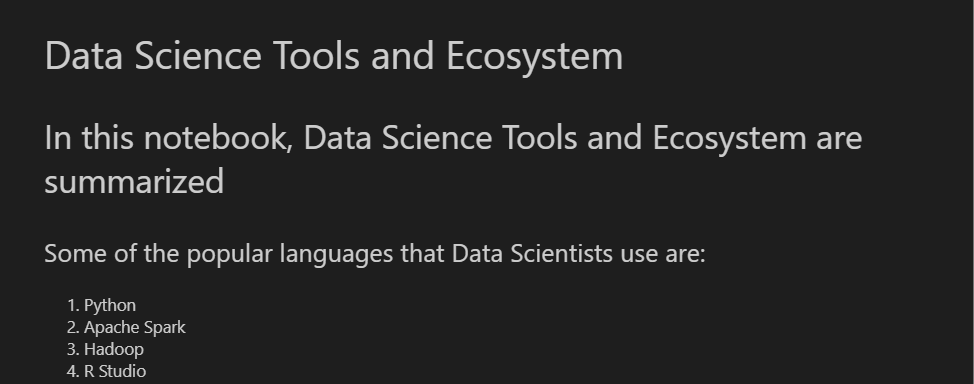 Data Science Tools and Ecosystem
In this notebook, Data Science Tools and Ecosystem are
summarized
Some of the popular languages that Data Scientists use are:
1. Python
2. Apache Spark
3. Hadoop
4. R Studio